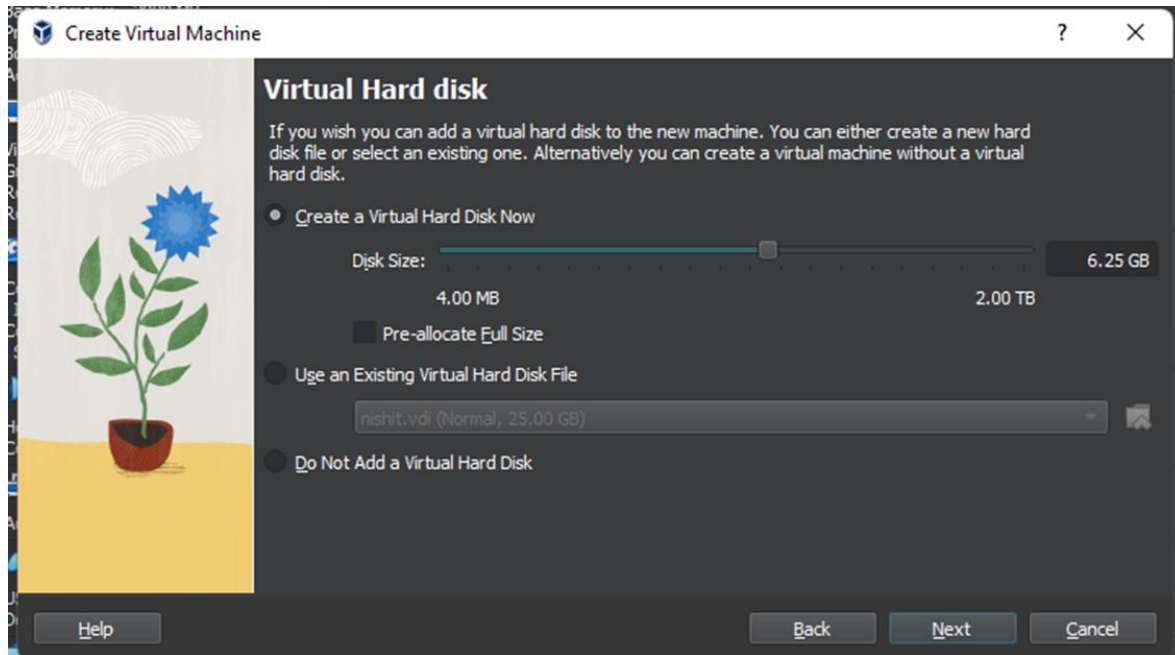 Create Virtual Machine
?
Virtual Hard disk
If you wish you can add a virtual hard disk to the new machine. You can either create a new hard
disk file or select an existing one. Alternatively you can create a virtual machine without a virtual
hard disk.
Create a Virtual Hard Disk Now
Disk Size:
6.25 GB
4.00 MB
2.00 TB
Pre-allocate Full Size
Use an Existing Virtual Hard Disk File
nishit.vdi (Normal, 25.00 GB)
Do Not Add a Virtual Hard Disk
Help
Back
Next
Cancel